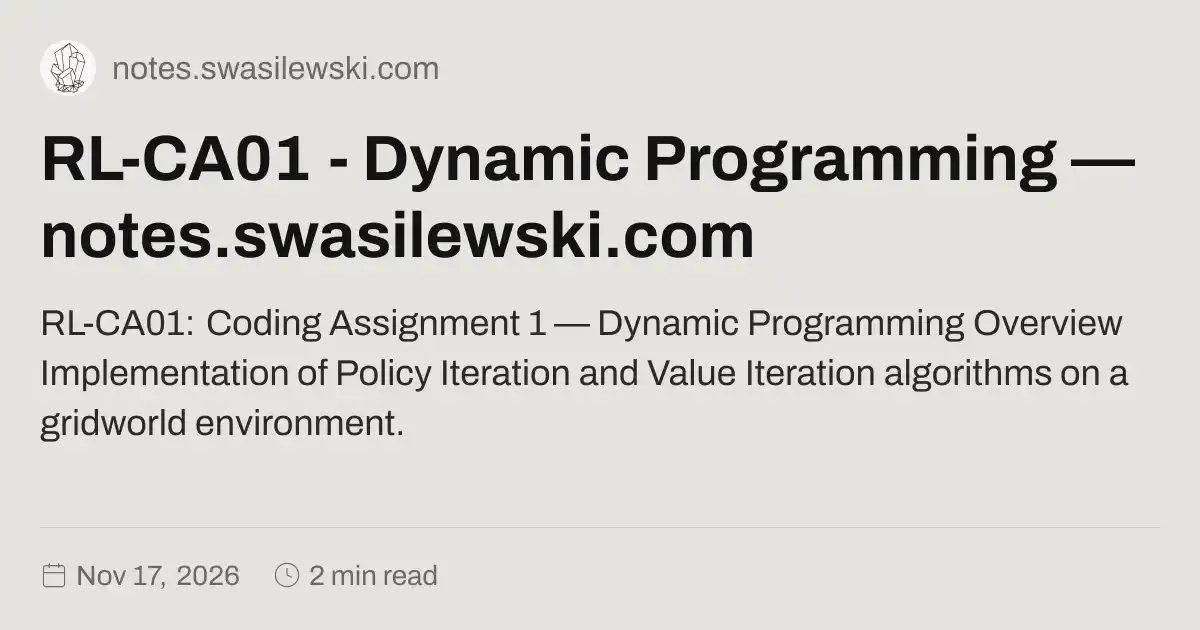 notes.swasilewski.com
RL-CA01 - Dynamic Programming —
notes.swasilewski.com
RL-CA01: Coding Assignment 1 — Dynamic Programming Overview
Implementation of Policy Iteration and Value Iteration algorithms on a
gridworld environment.
Nov 17, 2026 2 min read